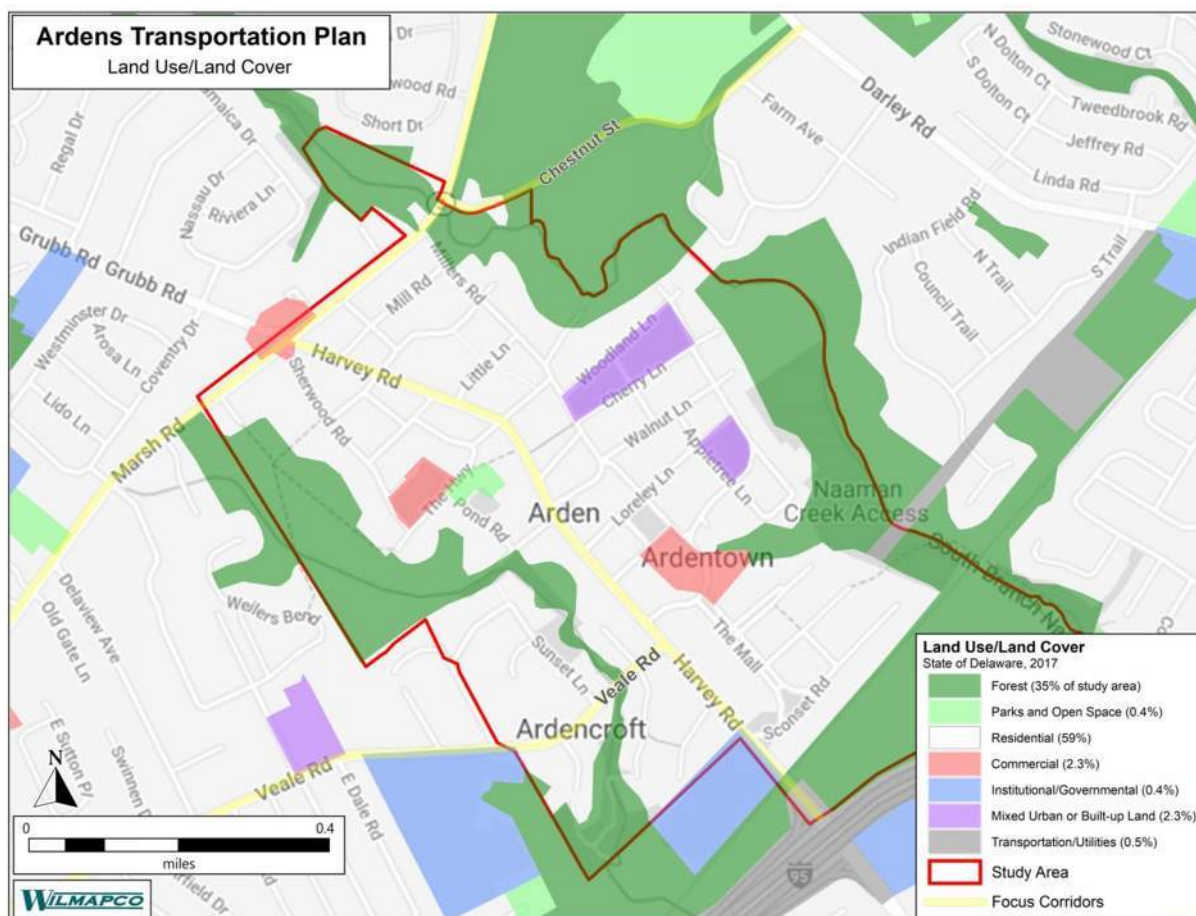 Ardens Transportation Plan
Land Use/Land Cover
Jamaica Dr
Short Dr
Regal Dr
Nassau Dr
Riviera Ln
Grubb Rd
Grubb Rd
Westminster Dr
Arosa Ln
Coventry Dr
Lido Ln
Marsh Rd
Chestnut St
Farm Ave
Darley Rd
N Dolton Ct
S Dolton Ct
Stonewood Ct
Tweedbrook Rd
Jeffrey Rd
Linda Rd
Indian Field Rd
N Trail
S Trail
Council Trail
Millers Rd
Mill Rd
Little Ln
Harvey Rd
Sherwood Rd
Woodland Ln
Cherry Ln
Walnut Ln
Appletree Ln
Loreley Ln
The Hwy
Pond Rd
Arden
Ardentown
Naaman
Creek Access
South Branch
The Mall
Harvey Rd
Sconset Rd
Sunset Ln
Veale Rd
Ardencroft
Weilers Bend
Delaview Ave
Old Gate Ln
E Sutton Pl
Veale Rd
E Dale Rd
95
N
0
0.4
miles
WILMAPCO
Land Use/Land Cover
State of Delaware, 2017
Forest (35% of study area)
Parks and Open Space (0.4%)
Residential (59%)
Commercial (2.3%)
Institutional/Governmental (0.4%)
Mixed Urban or Built-up Land (2.3%)
Transportation/Utilities (0.5%)
Study Area
Focus Corridors